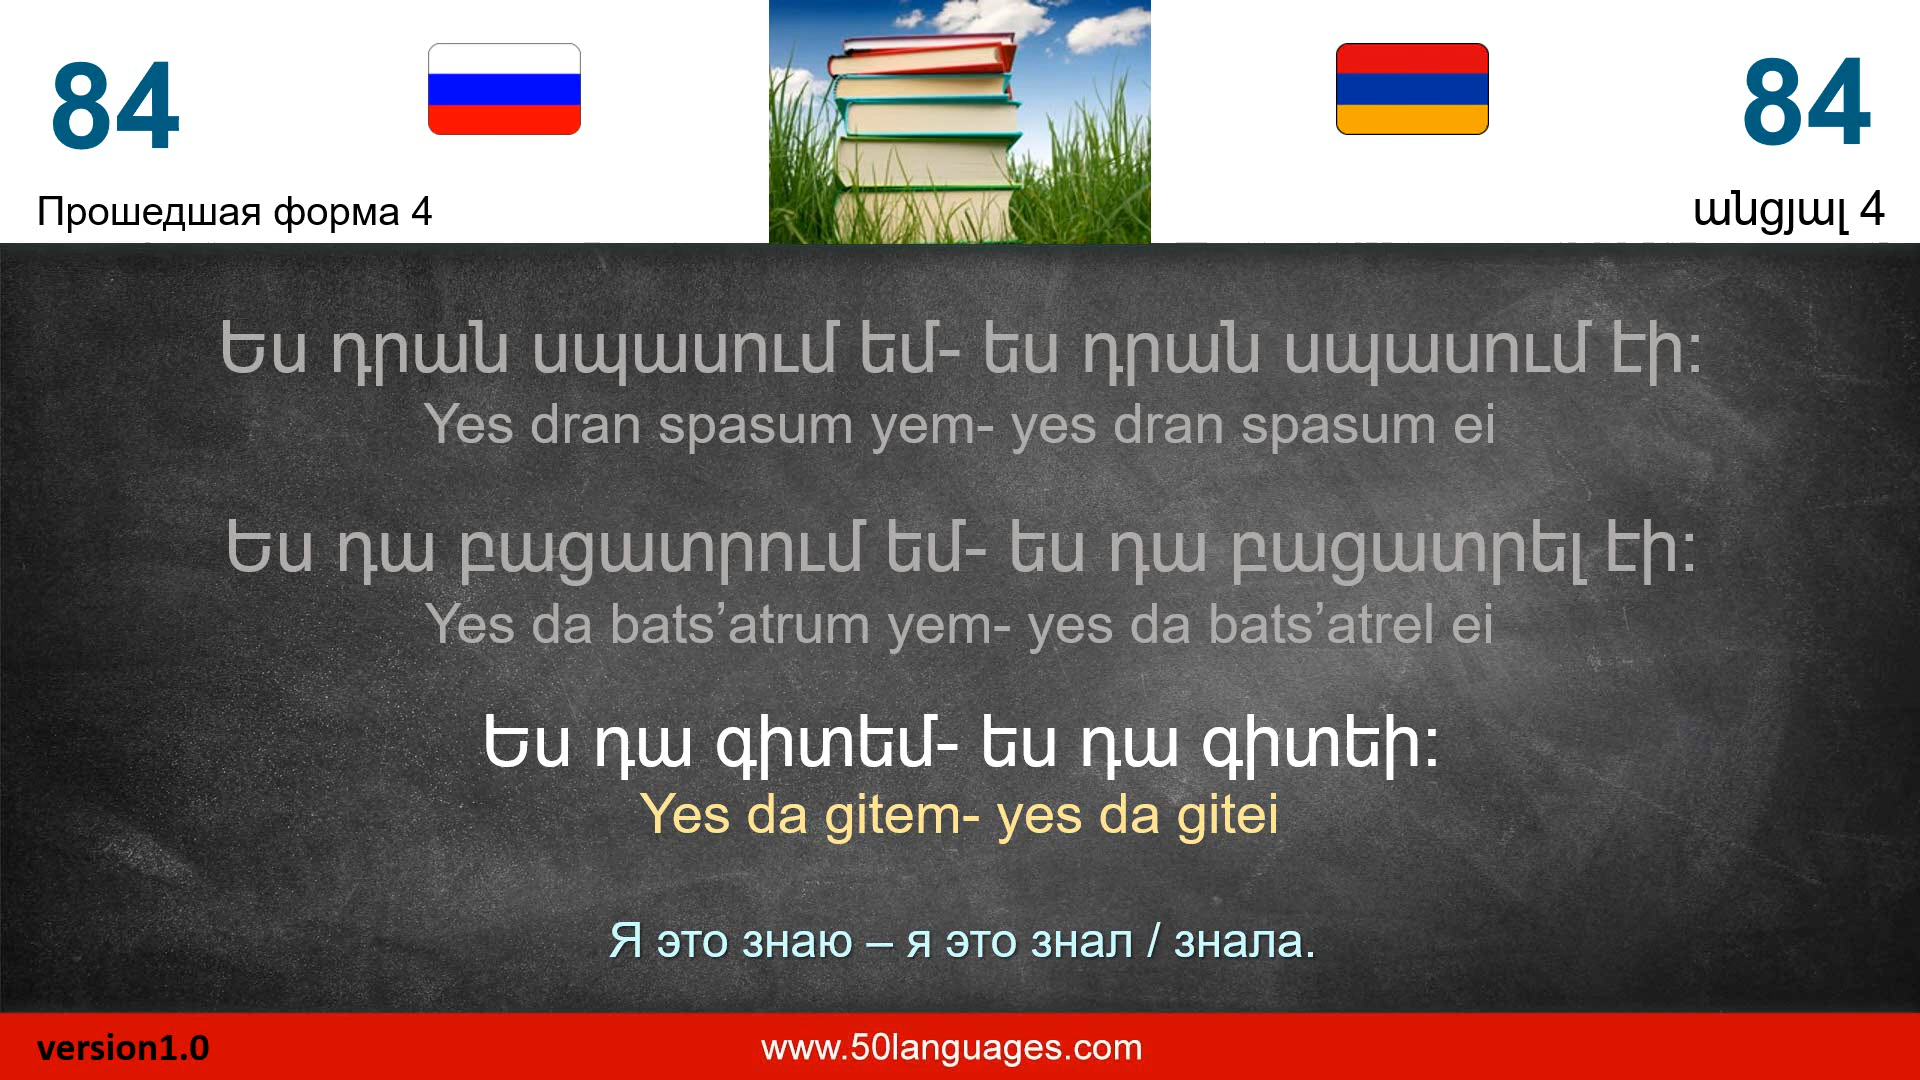 84
84
Прошедшая форма 4
անցյալ 4
Ես դրան սպասում եմ- ես դրան սպասում էի:
Yes dran spasum yem- yes dran spasum ei
Ես դա բացատրում եմ- ես դա բացատրել էի:
Yes da bats’atrum yem- yes da bats’atrel ei
Ես դա գիտեմ- ես դա գիտեի:
Yes da gitem- yes da gitei
Я это знаю – я это знал / знала.
version1.0
www.50languages.com